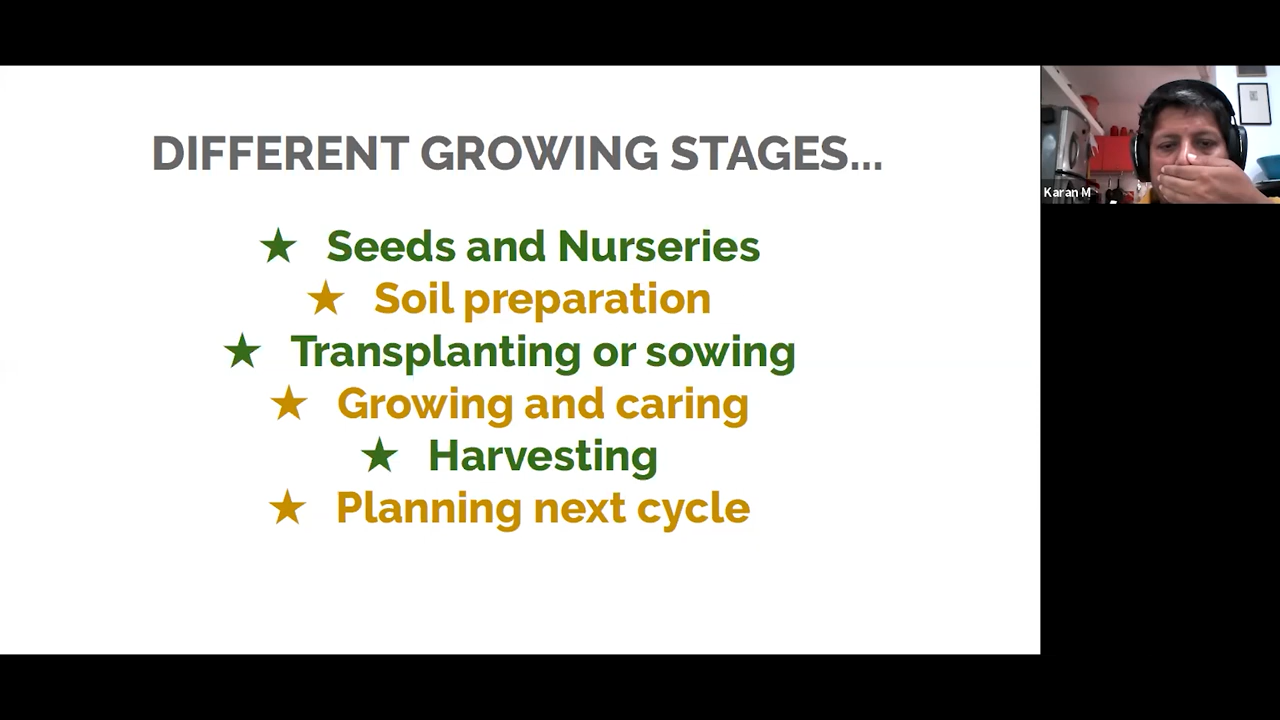 DIFFERENT GROWING STAGES...
★ Seeds and Nurseries
★ Soil preparation
★ Transplanting or sowing
★ Growing and caring
★ Harvesting
★ Planning next cycle
Karan M